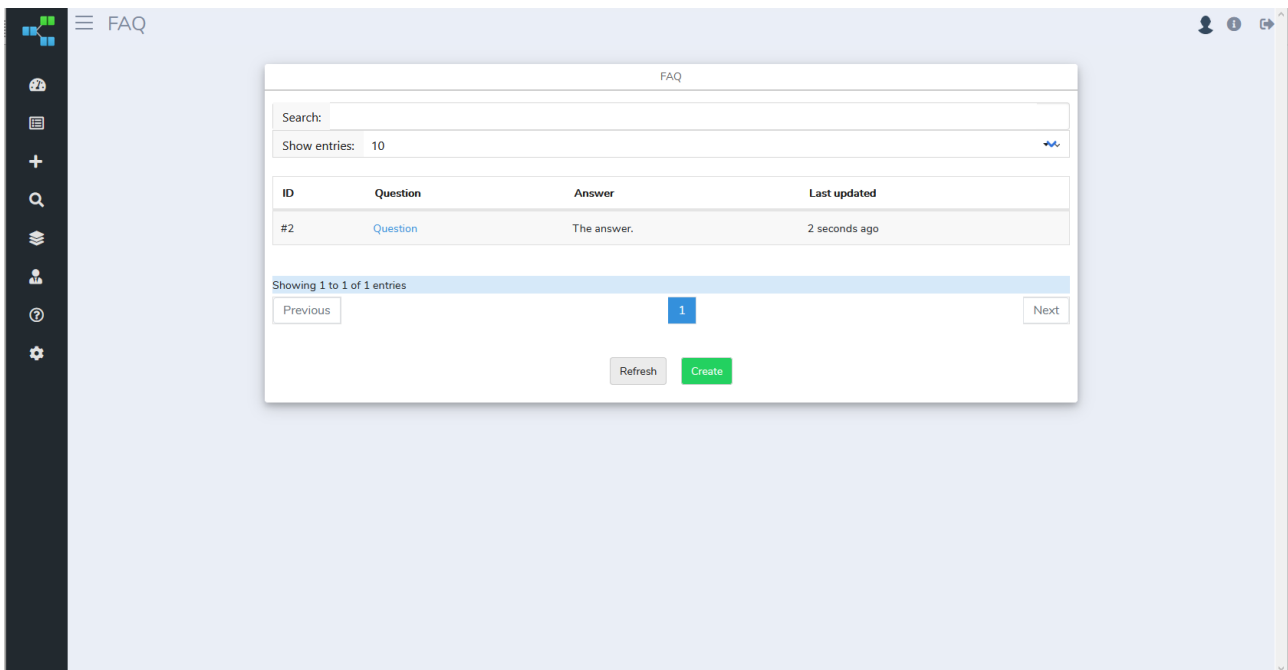 FAQ
FAQ
Search:
Show entries: 10
ID Question Answer Last updated
#2 Question The answer. 2 seconds ago
Showing 1 to 1 of 1 entries
Previous 1 Next
Refresh Create